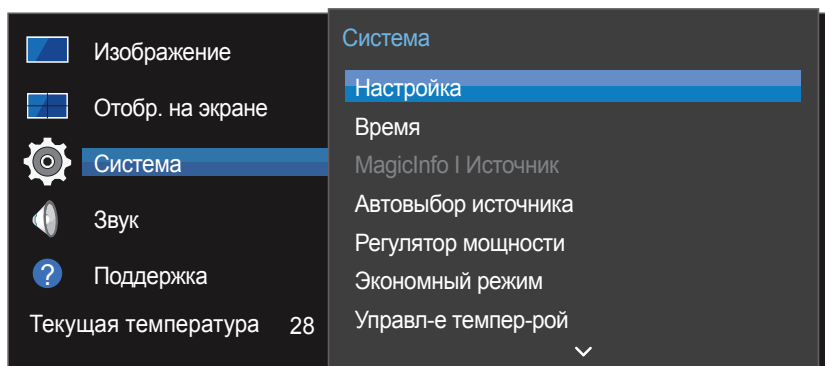 Изображение
Отобр. на экране
Система
Звук
?
Поддержка
Текущая температура 28
Система
Настройка
Время
MagicInfo I Источник
Автовыбор источника
Регулятор мощности
Экономный режим
Управл-е темпер-рой